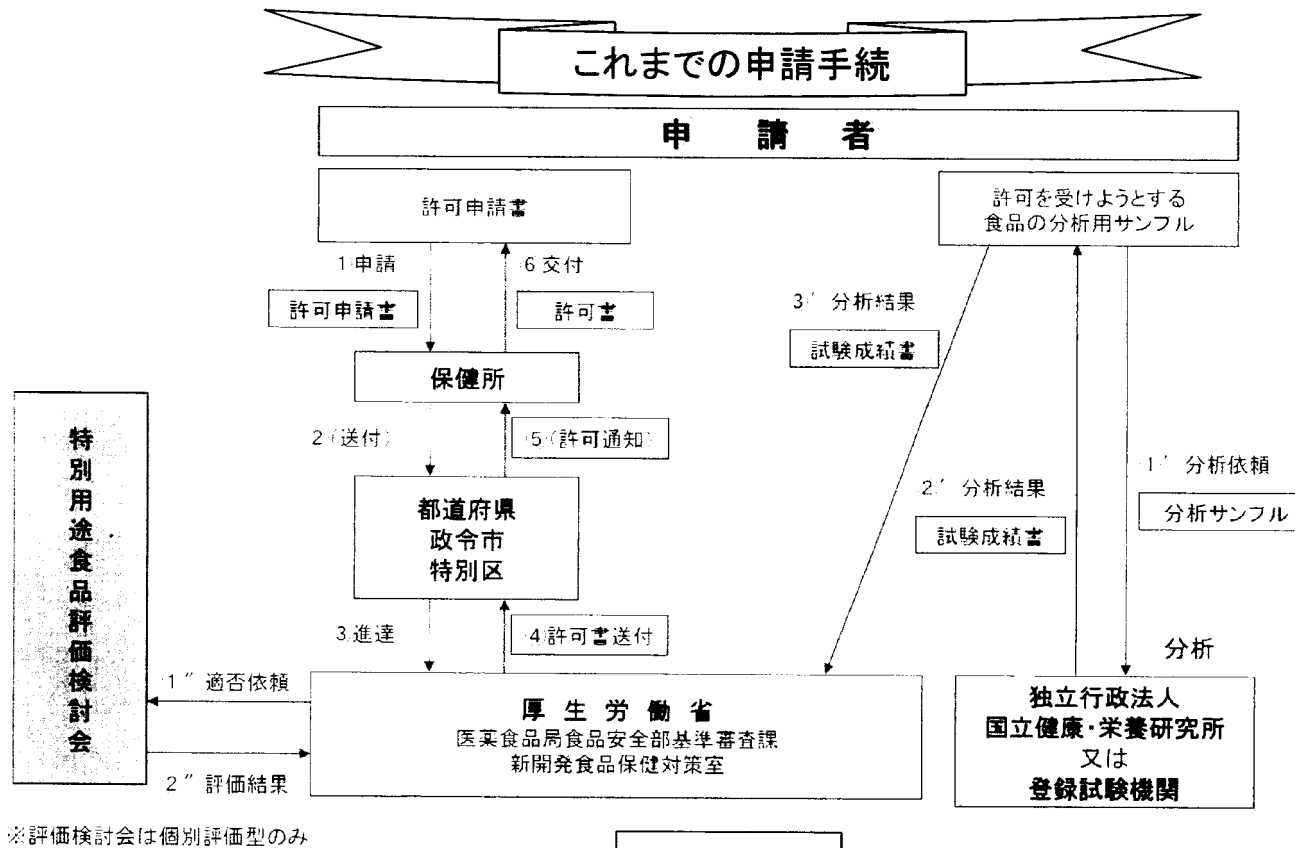 これまでの申請手続
申請者
許可申請書
許可を受けようとする
食品の分析用サンプル
1 申請
6 交付
許可申請書
許可書
3′ 分析結果
試験成績書
保健所
2 (送付)
5 (許可通知)
1′ 分析依頼
分析サンプル
2′ 分析結果
試験成績書
都道府県
政令市
特別区
特別用途食品評価検討会
3 進達
4 許可書送付
分析
1″ 適否依頼
2″ 評価結果
厚生労働省
医薬食品局食品安全部基準審査課
新開発食品保健対策室
独立行政法人
国立健康・栄養研究所
又は
登録試験機関
※評価検討会は個別評価型のみ